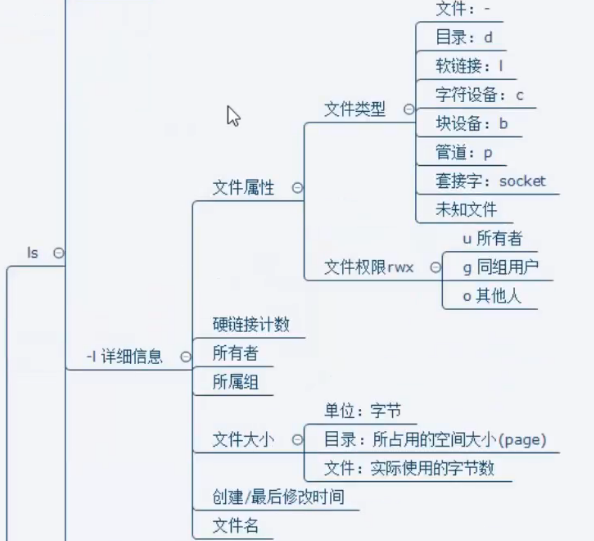 文件：-
目录：d
软链接：l
字符设备：c
文件类型
块设备：b
管道：p
文件属性
套接字：socket
未知文件
u 所有者
ls
文件权限rwx
g 同组用户
o 其他人
硬链接计数
-l 详细信息
所有者
所属组
单位：字节
文件大小
目录：所占用的空间大小(page)
文件：实际使用的字节数
创建/最后修改时间
文件名